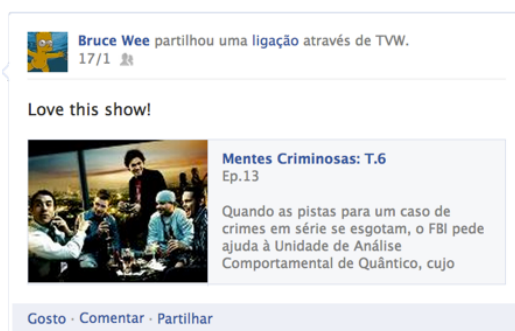 Bruce Wee partilhou uma ligação através de TVW.
17/1
Love this show!
Mentes Criminosas: T.6
Ep.13
Quando as pistas para um caso de
crimes em série se esgotam, o FBI pede
ajuda à Unidade de Análise
Comportamental de Quântico, cujo
Gosto · Comentar · Partilhar